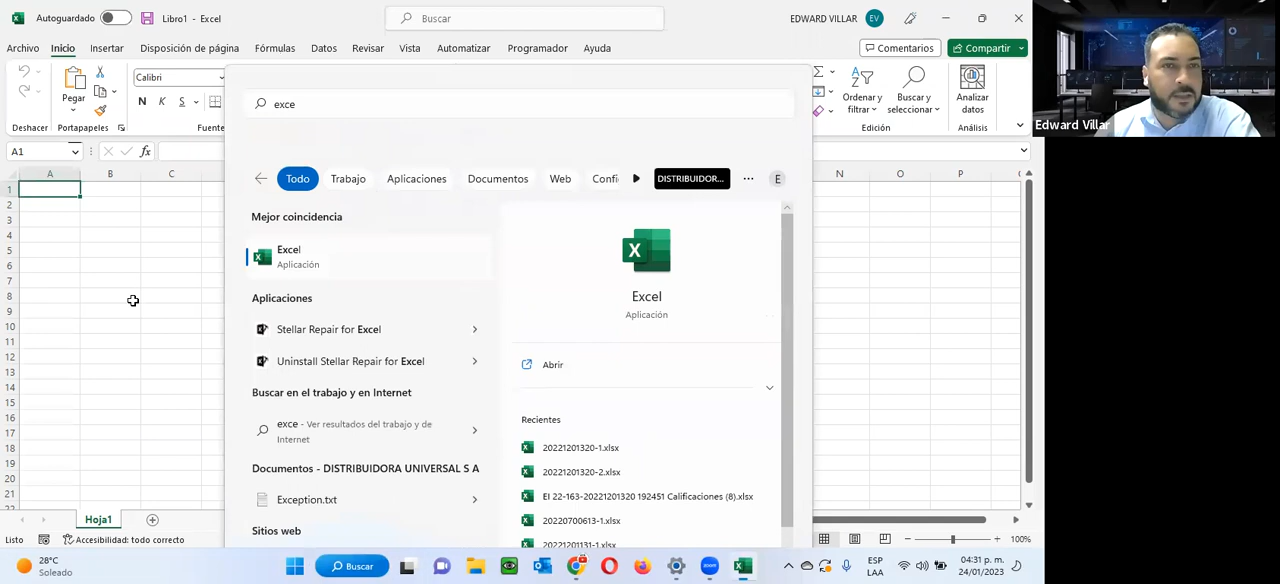 Autoguardado
Libro1 - Excel
Buscar
EDWARD VILLAR
EV
Archivo Inicio Insertar Disposición de página Fórmulas Datos Revisar Vista Automatizar Programador Ayuda
Comentarios
Compartir
Pegar
Calibri
N K S
Ordenar y
filtrar
Buscar y
seleccionar
Analizar
datos
Deshacer
Portapapeles
Fuente
Edición
Análisis
A1
fx
A B C N O P
1
2
3
4
5
6
7
8
9
10
11
12
13
14
15
16
17
18
19
20
21
exce
Todo Trabajo Aplicaciones Documentos Web Confi DISTRIBUIDOR... ... E
Mejor coincidencia
Excel
Aplicación
Aplicaciones
Stellar Repair for Excel
Uninstall Stellar Repair for Excel
Buscar en el trabajo y en Internet
exce - Ver resultados del trabajo y de
Internet
Documentos - DISTRIBUIDORA UNIVERSAL S A
Exception.txt
Sitios web
Excel
Aplicación
Abrir
Recientes
20221201320-1.xlsx
20221201320-2.xlsx
EI 22-163-20221201320 192451 Calificaciones (8).xlsx
20220700613-1.xlsx
20221201131-1.xlsx
Hoja1
Listo
Accesibilidad: todo correcto
100%
28°C
Soleado
Buscar
zoom
ESP
LAA
04:31 p. m.
24/01/2023
Edward Villar